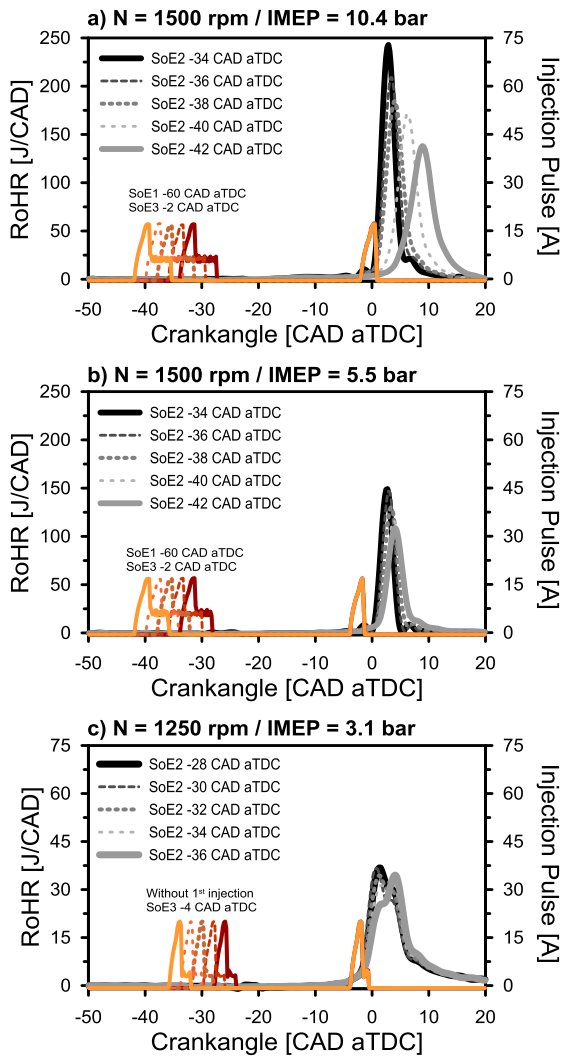 a) N = 1500 rpm / IMEP = 10.4 bar
250
200
150
100
50
0
RoHR [J/CAD]
SoE2 -34 CAD aTDC
SoE2 -36 CAD aTDC
SoE2 -38 CAD aTDC
SoE2 -40 CAD aTDC
SoE2 -42 CAD aTDC
SoE1 -60 CAD aTDC
SoE3 -2 CAD aTDC
75
60
45
30
15
0
Injection Pulse [A]
-50 -40 -30 -20 -10 0 10 20
Crankangle [CAD aTDC]
b) N = 1500 rpm / IMEP = 5.5 bar
250
200
150
100
50
0
RoHR [J/CAD]
SoE2 -34 CAD aTDC
SoE2 -36 CAD aTDC
SoE2 -38 CAD aTDC
SoE2 -40 CAD aTDC
SoE2 -42 CAD aTDC
SoE1 -60 CAD aTDC
SoE3 -2 CAD aTDC
75
60
45
30
15
0
Injection Pulse [A]
-50 -40 -30 -20 -10 0 10 20
Crankangle [CAD aTDC]
c) N = 1250 rpm / IMEP = 3.1 bar
75
60
45
30
15
0
RoHR [J/CAD]
SoE2 -28 CAD aTDC
SoE2 -30 CAD aTDC
SoE2 -32 CAD aTDC
SoE2 -34 CAD aTDC
SoE2 -36 CAD aTDC
Without 1st injection
SoE3 -4 CAD aTDC
75
60
45
30
15
0
Injection Pulse [A]
-50 -40 -30 -20 -10 0 10 20
Crankangle [CAD aTDC]